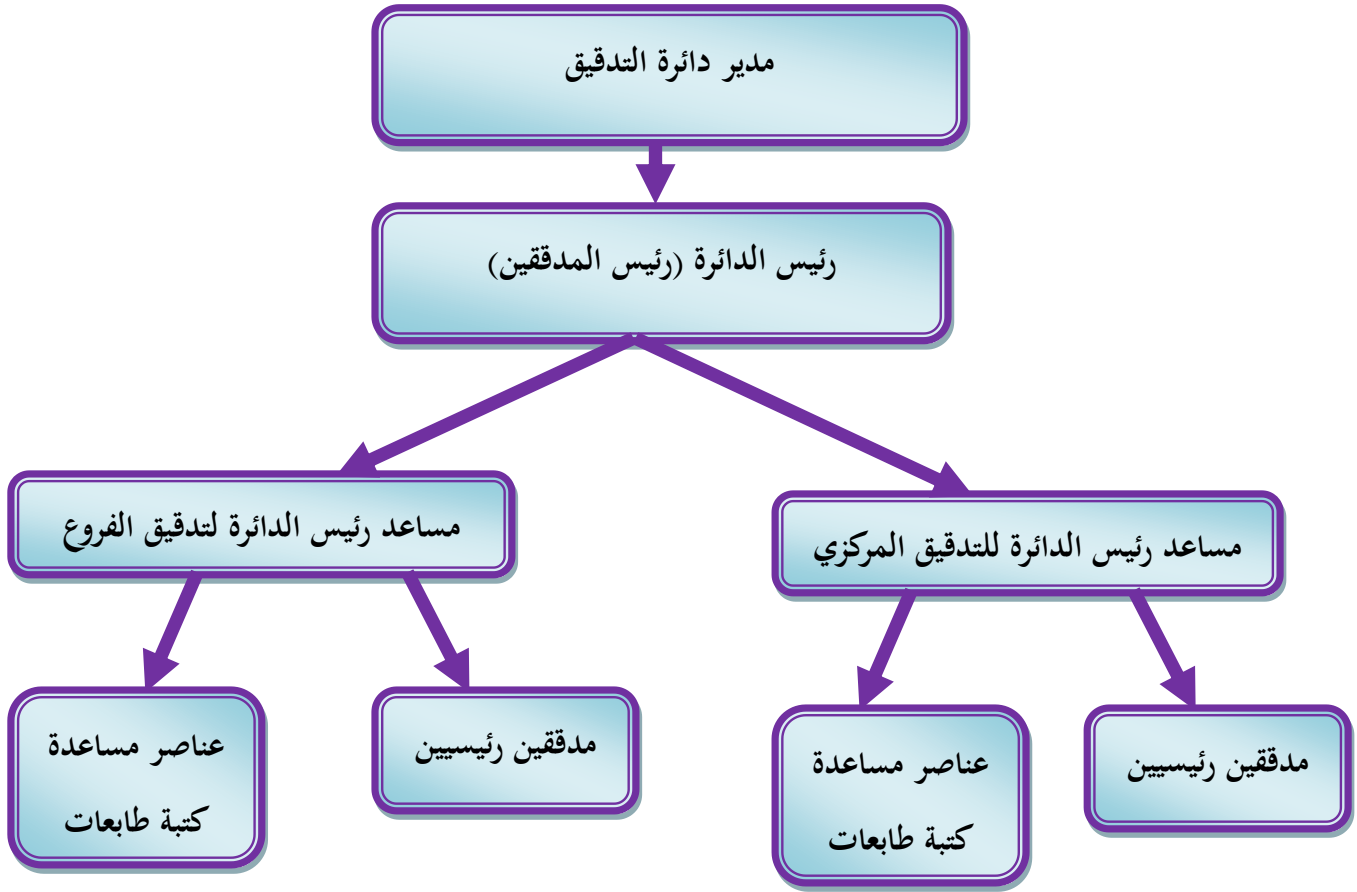 مدير دائرة التدقيق
رئيس الدائرة (رئيس المدققين)
مساعد رئيس الدائرة للتدقيق المركزي
مساعد رئيس الدائرة لتدقيق الفروع
مدققين رئيسيين
عناصر مساعدة
كتبة طابعات
مدققين رئيسيين
عناصر مساعدة
كتبة طابعات